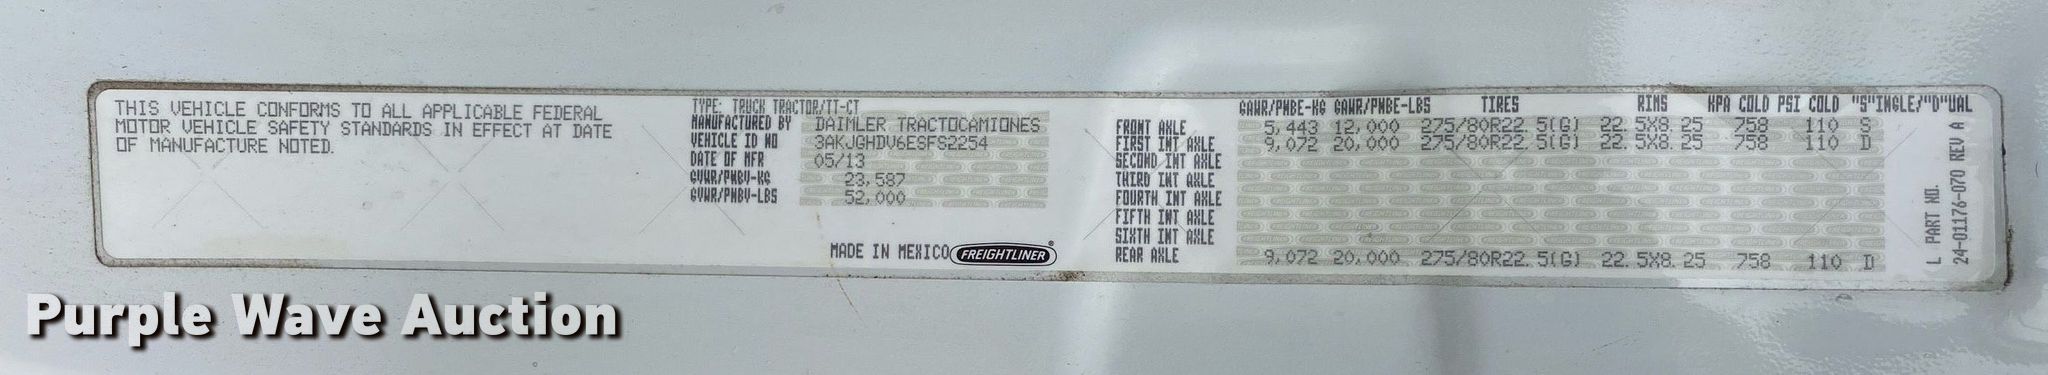 THIS VEHICLE CONFORMS TO ALL APPLICABLE FEDERAL
MOTOR VEHICLE SAFETY STANDARDS IN EFFECT AT DATE
OF MANUFACTURE NOTED.
TYPE: TRUCK TRACTOR/TT-CT
MANUFACTURED BY DAIMLER TRACTOCAMIONES
VEHICLE ID NO 3AKJGHDV6ESFS2254
DATE OF MFR 05/13
GVWR/PMBV-KG 23,587
GVWR/PMBV-LBS 52,000
MADE IN MEXICO FREIGHTLINER®
GAWR/PMBE-KG GAWR/PMBE-LBS TIRES RIMS KPA COLD PSI COLD "S"INGLE/"D"UAL
FRONT AXLE 5,443 12,000 275/80R22.5(G) 22.5X8.25 758 110 S
FIRST INT AXLE 9,072 20,000 275/80R22.5(G) 22.5X8.25 758 110 D
SECOND INT AXLE
THIRD INT AXLE
FOURTH INT AXLE
FIFTH INT AXLE
SIXTH INT AXLE
REAR AXLE 9,072 20,000 275/80R22.5(G) 22.5X8.25 758 110 D
L PART NO.
24-01176-070 REV A
Purple Wave Auction